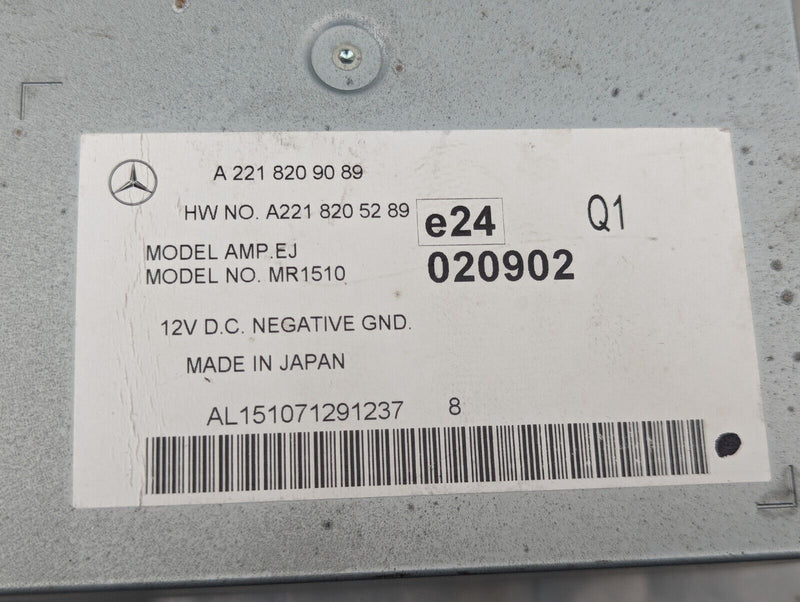 A 221 820 90 89
HW NO. A221 820 52 89
e24
Q1
MODEL AMP.EJ
MODEL NO. MR1510
020902
12V D.C. NEGATIVE GND.
MADE IN JAPAN
AL151071291237 8